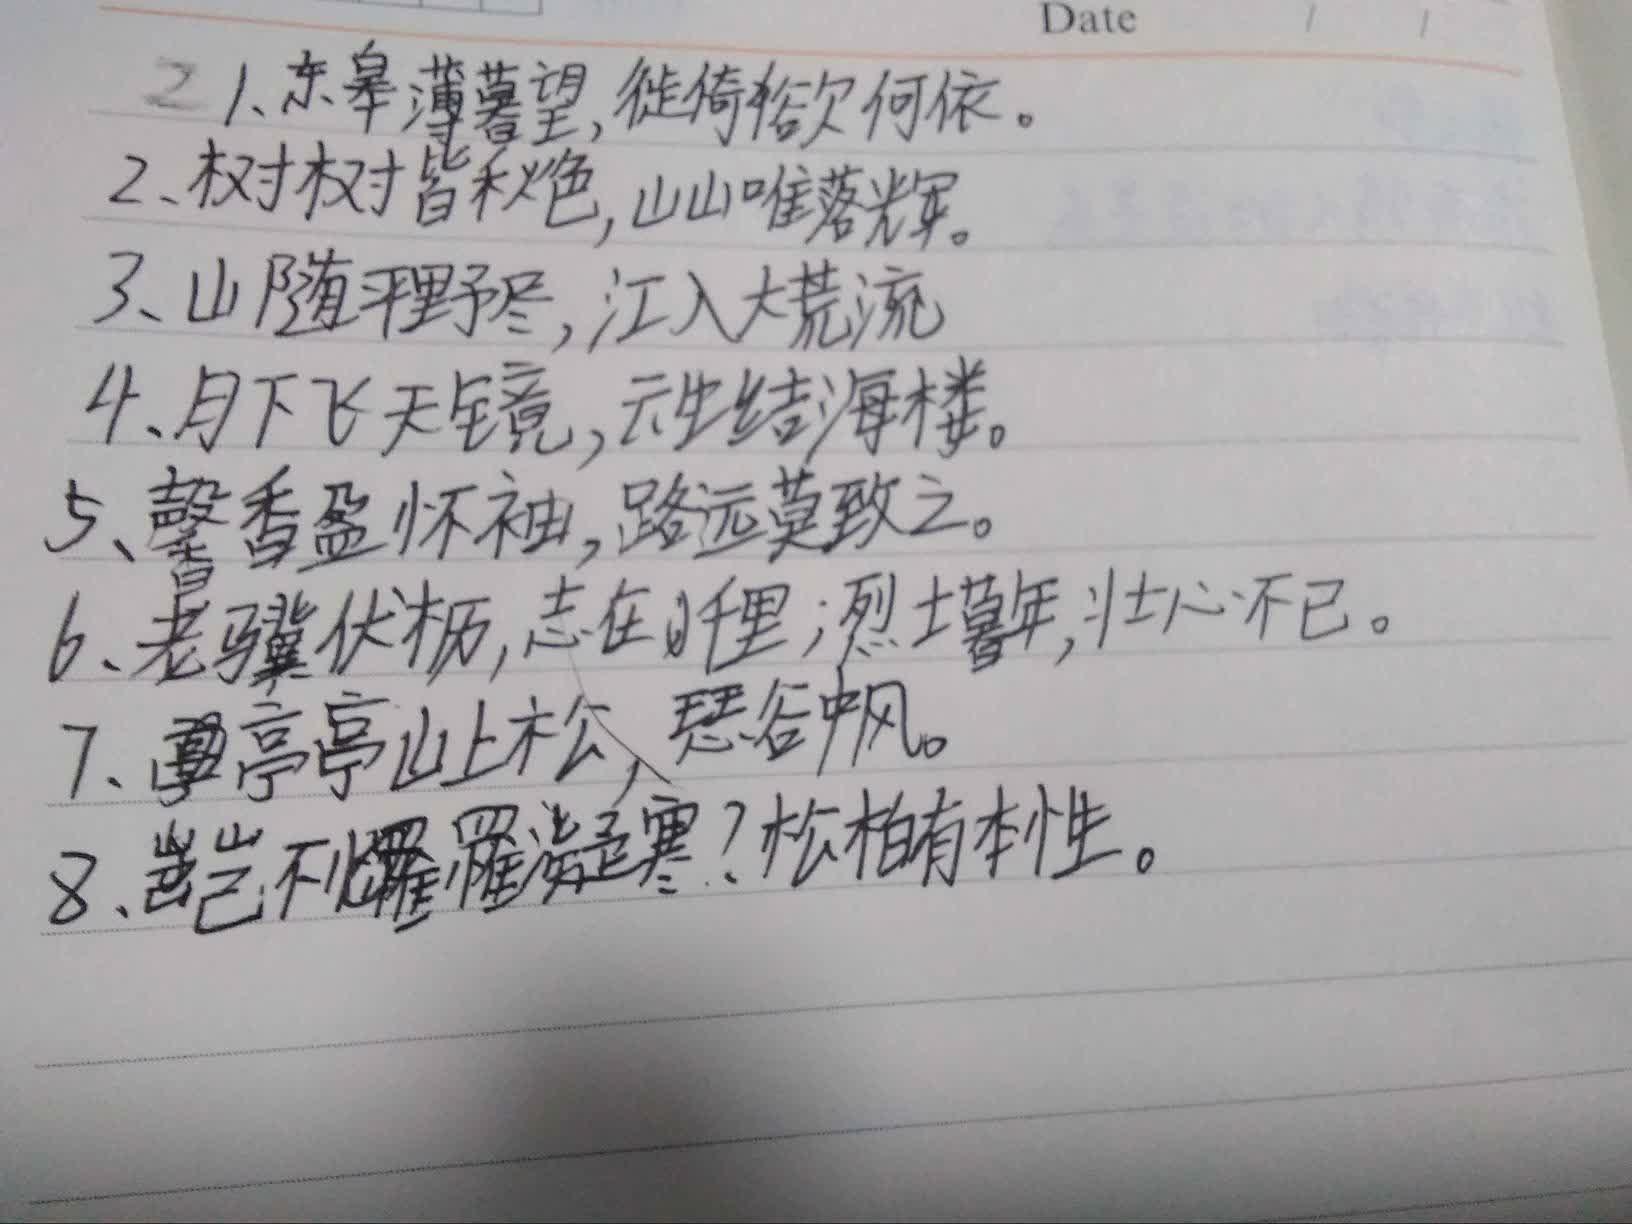 Date / /
2 1、东皋薄暮望,徙倚欲何依。
2、树树皆秋色,山山唯落辉。
3、山随平野尽,江入大荒流
4、月下飞天镜,云生结海楼。
5、馨香盈怀袖,路远莫致之。
6、老骥伏枥,志在千里;烈士暮年,壮心不已。
7、亭亭山上松,瑟谷中风。
8、岂不罹凝寒?松柏有本性。